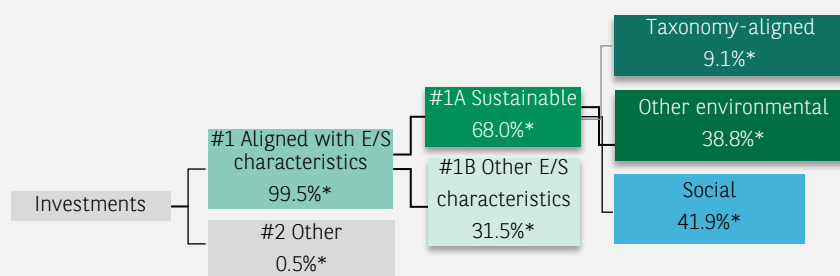 Investments
#1 Aligned with E/S
characteristics
99.5%*
#2 Other
0.5%*
#1A Sustainable
68.0%*
#1B Other E/S
characteristics
31.5%*
Taxonomy-aligned
9.1%*
Other environmental
38.8%*
Social
41.9%*